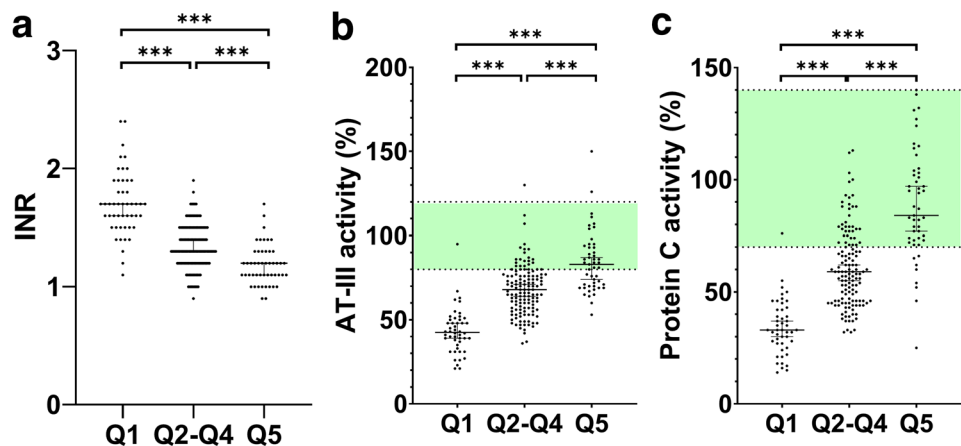 a
***
***
***
3
2
1
0
INR
Q1 Q2-Q4 Q5
b
***
***
***
200
150
100
50
0
AT-III activity (%)
Q1 Q2-Q4 Q5
c
***
***
***
150
100
50
0
Protein C activity (%)
Q1 Q2-Q4 Q5